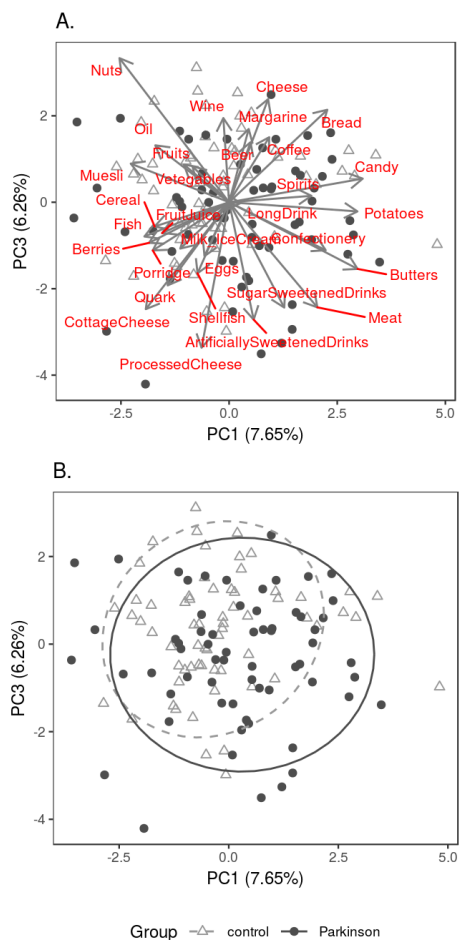 A.
Nuts
Cheese
Wine
Margarine
Bread
Oil
Coffee
Fruits
Beer
Candy
Muesli
Vetegables
Spirits
Cereal
FruitJuice
LongDrink
Potatoes
Fish
Milk
IceCream
Confectionery
Berries
Porridge
Eggs
Butters
Quark
SugarSweetenedDrinks
CottageCheese
Shellfish
Meat
ArtificiallySweetenedDrinks
ProcessedCheese
2
0
-2
-4
PC3 (6.26%)
-2.5 0.0 2.5 5.0
PC1 (7.65%)
B.
2
0
-2
-4
PC3 (6.26%)
-2.5 0.0 2.5 5.0
PC1 (7.65%)
Group control Parkinson